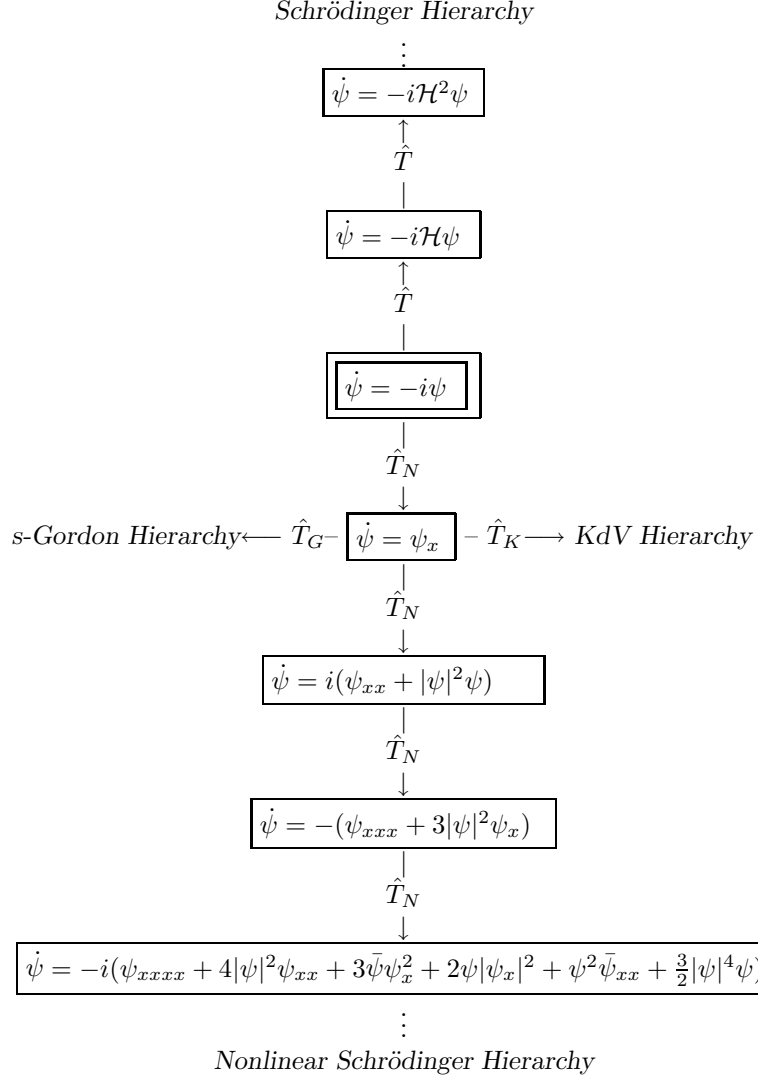 Schrödinger Hierarchy
⋮
ψ̇ = −iℋ²ψ
↑
T̂
|
ψ̇ = −iℋψ
↑
T̂
|
ψ̇ = −iψ
|
T̂_N
↓
s-Gordon Hierarchy ⟵ T̂_G – ψ̇ = ψ_x – T̂_K ⟶ KdV Hierarchy
|
T̂_N
↓
ψ̇ = i(ψ_xx + |ψ|²ψ)
|
T̂_N
↓
ψ̇ = −(ψ_xxx + 3|ψ|²ψ_x)
|
T̂_N
↓
ψ̇ = −i(ψ_xxxx + 4|ψ|²ψ_xx + 3ψ̄ψ_x² + 2ψ|ψ_x|² + ψ²ψ̄_xx + 3/2|ψ|⁴ψ)
⋮
Nonlinear Schrödinger Hierarchy